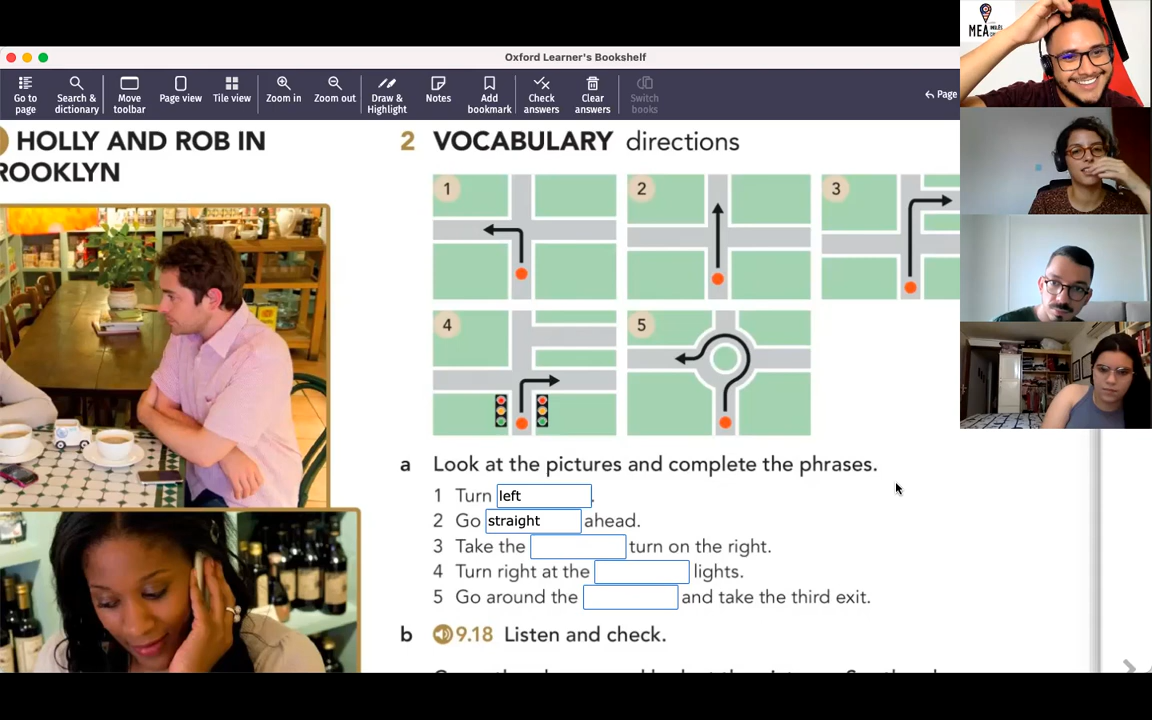 Oxford Learner's Bookshelf
Go to page
Search & dictionary
Move toolbar
Page view
Tile view
Zoom in
Zoom out
Draw & Highlight
Notes
Add bookmark
Check answers
Clear answers
Switch books
Page
MEA
HOLLY AND ROB IN
ROOKLYN
2 VOCABULARY directions
1
2
3
4
5
a Look at the pictures and complete the phrases.
1 Turn left.
2 Go straight ahead.
3 Take the turn on the right.
4 Turn right at the lights.
5 Go around the and take the third exit.
b 9.18 Listen and check.